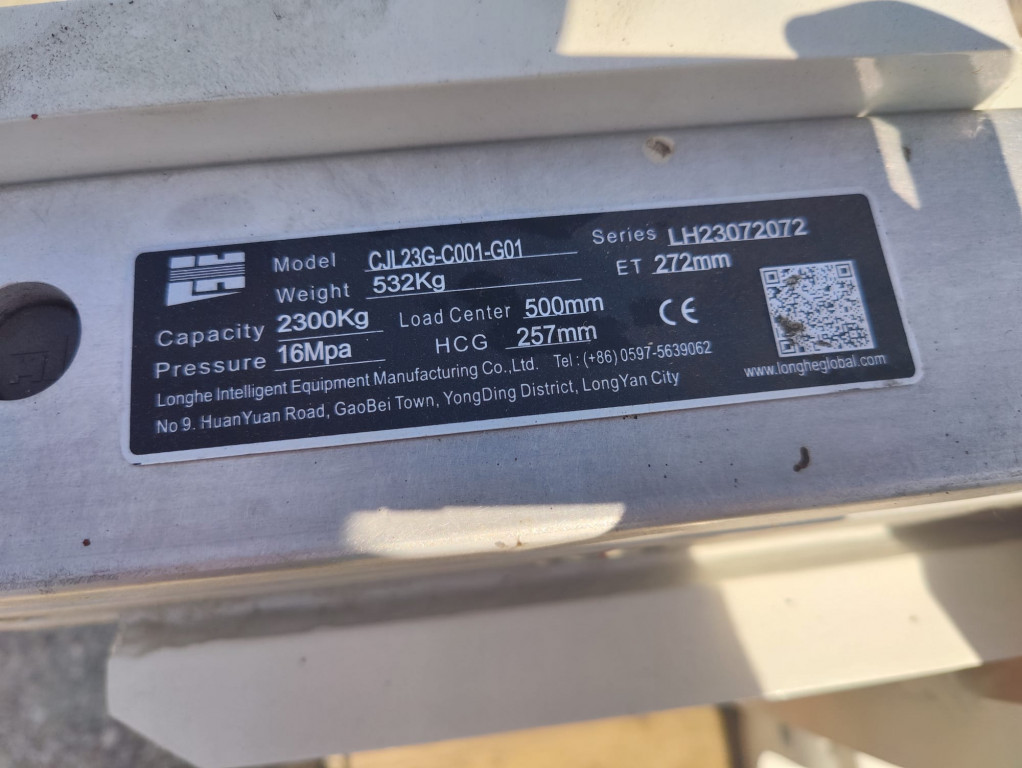 Model CJL23G-C001-G01 Series LH23072072
Weight 532Kg ET 272mm
Capacity 2300Kg Load Center 500mm CE
Pressure 16Mpa HCG 257mm
Longhe Intelligent Equipment Manufacturing Co.,Ltd. Tel:(+86) 0597-5639062
www.longheglobal.com
No 9. HuanYuan Road, GaoBei Town, YongDing District, LongYan City